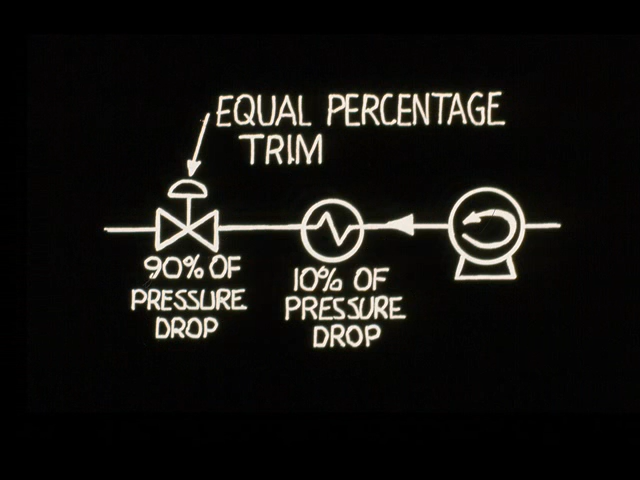 EQUAL PERCENTAGE
TRIM
90% OF
PRESSURE
DROP
10% OF
PRESSURE
DROP